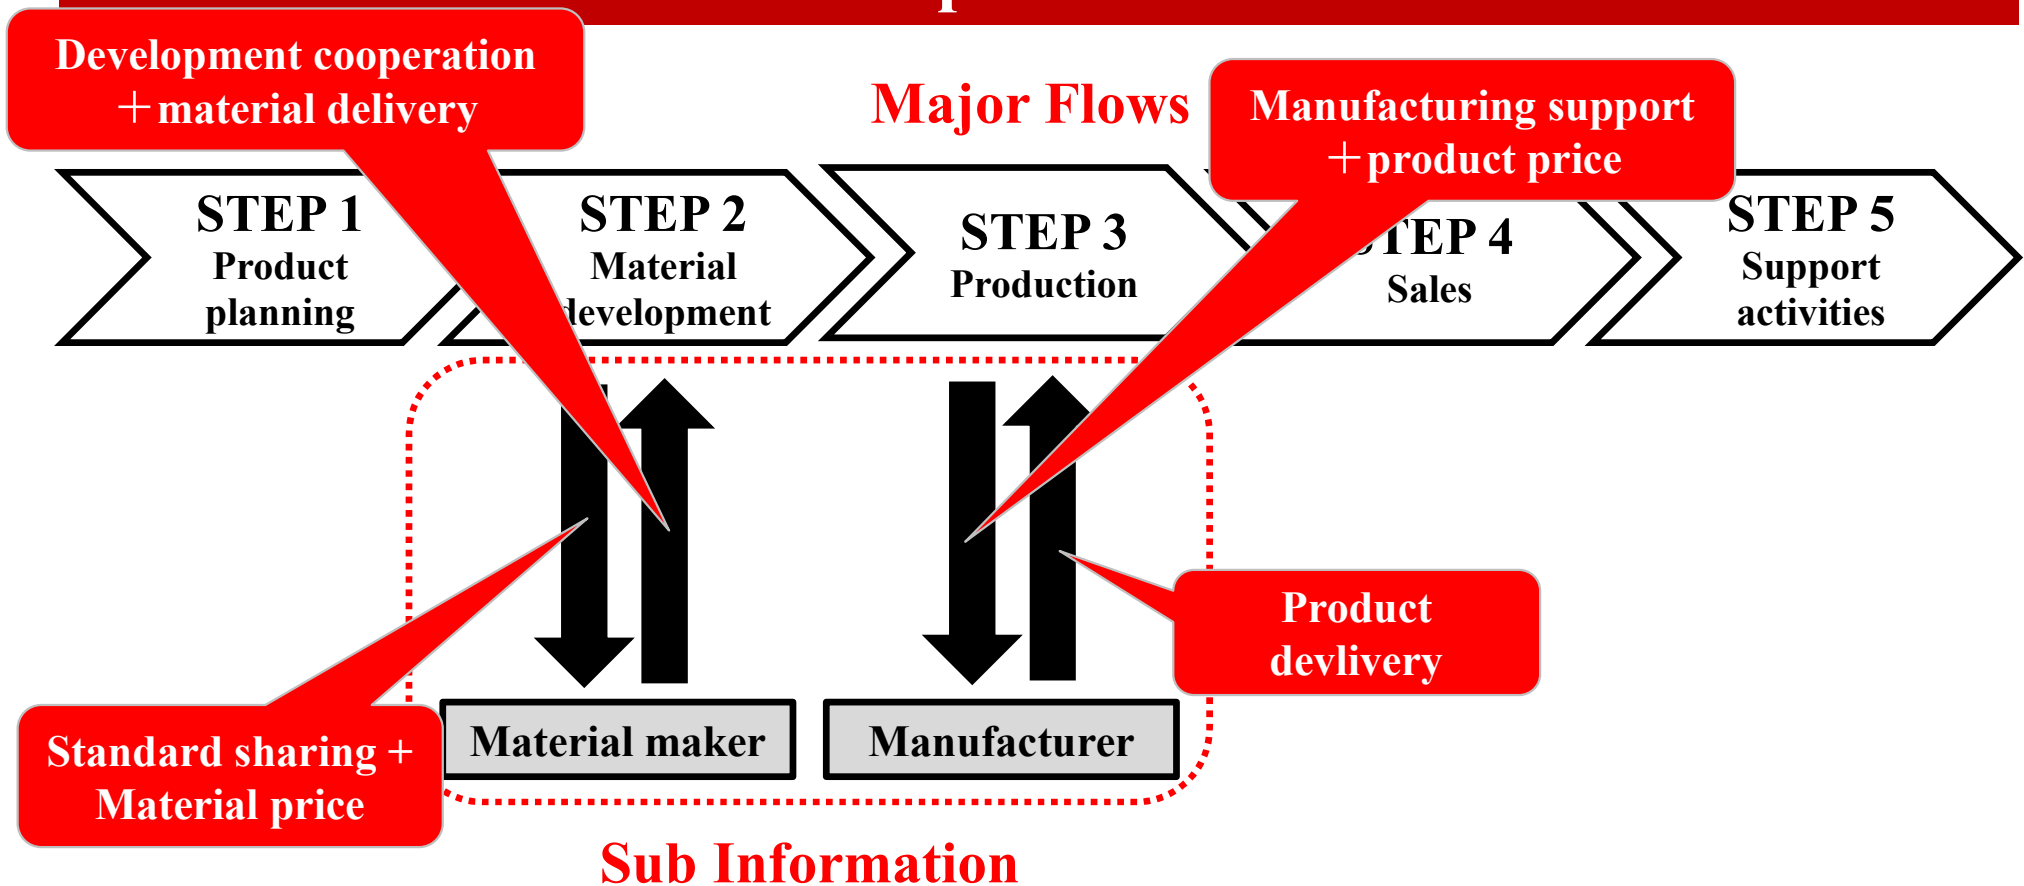 Development cooperation
＋material delivery
Major Flows
Manufacturing support
＋product price
STEP 1
Product
planning
STEP 2
Material
development
STEP 3
Production
STEP 4
Sales
STEP 5
Support
activities
Product
devlivery
Material maker
Manufacturer
Standard sharing +
Material price
Sub Information